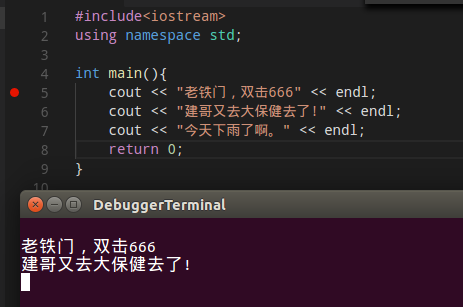 1 #include<iostream>
2 using namespace std;
3
4 int main(){
5 cout << "老铁门，双击666" << endl;
6 cout << "建哥又去大保健去了!" << endl;
7 cout << "今天下雨了啊。" << endl;
8 return 0;
9 }
10
DebuggerTerminal
老铁门，双击666
建哥又去大保健去了!